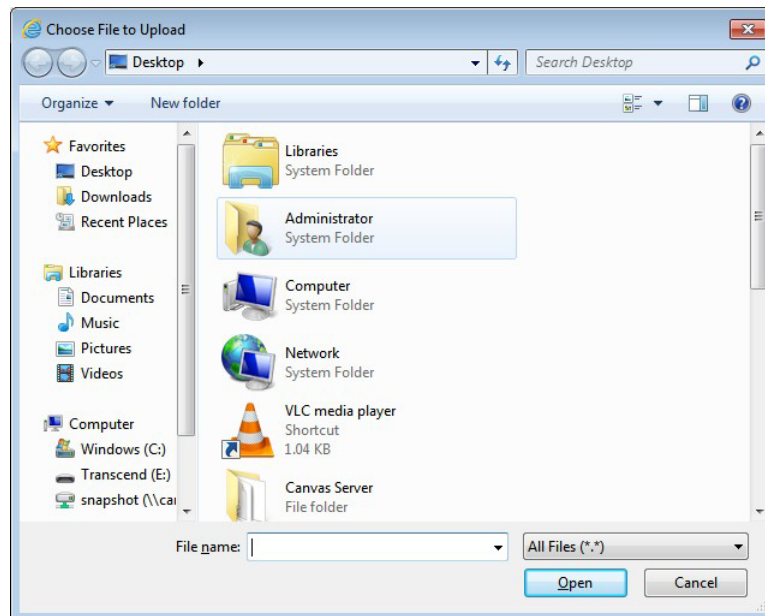 Choose File to Upload
Desktop
Search Desktop
Organize
New folder
Favorites
Desktop
Downloads
Recent Places
Libraries
Documents
Music
Pictures
Videos
Computer
Windows (C:)
Transcend (E:)
snapshot (\\car
Libraries
System Folder
Administrator
System Folder
Computer
System Folder
Network
System Folder
VLC media player
Shortcut
1.04 KB
Canvas Server
File folder
File name:
All Files (*.*)
Open
Cancel